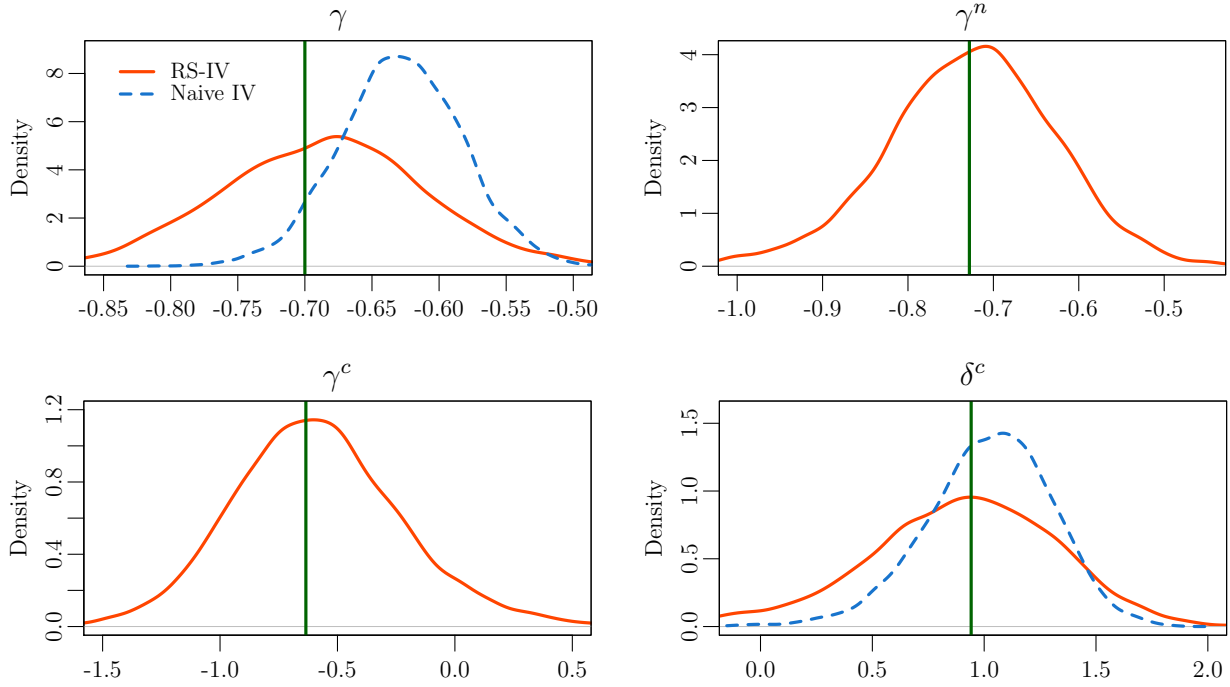 γ
Density
0 2 4 6 8
RS-IV
Naive IV
-0.85 -0.80 -0.75 -0.70 -0.65 -0.60 -0.55 -0.50
γⁿ
Density
0 1 2 3 4
-1.0 -0.9 -0.8 -0.7 -0.6 -0.5
γᶜ
Density
0.0 0.4 0.8 1.2
-1.5 -1.0 -0.5 0.0 0.5
δᶜ
Density
0.0 0.5 1.0 1.5
0.0 0.5 1.0 1.5 2.0